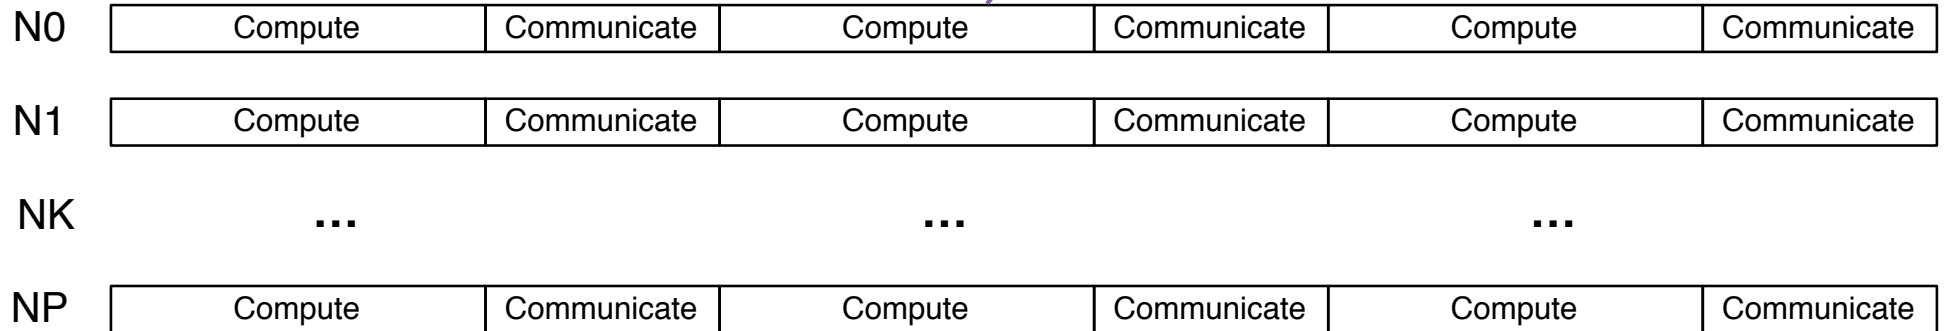 N0 Compute Communicate Compute Communicate Compute Communicate
N1 Compute Communicate Compute Communicate Compute Communicate
NK ... ... ...
NP Compute Communicate Compute Communicate Compute Communicate